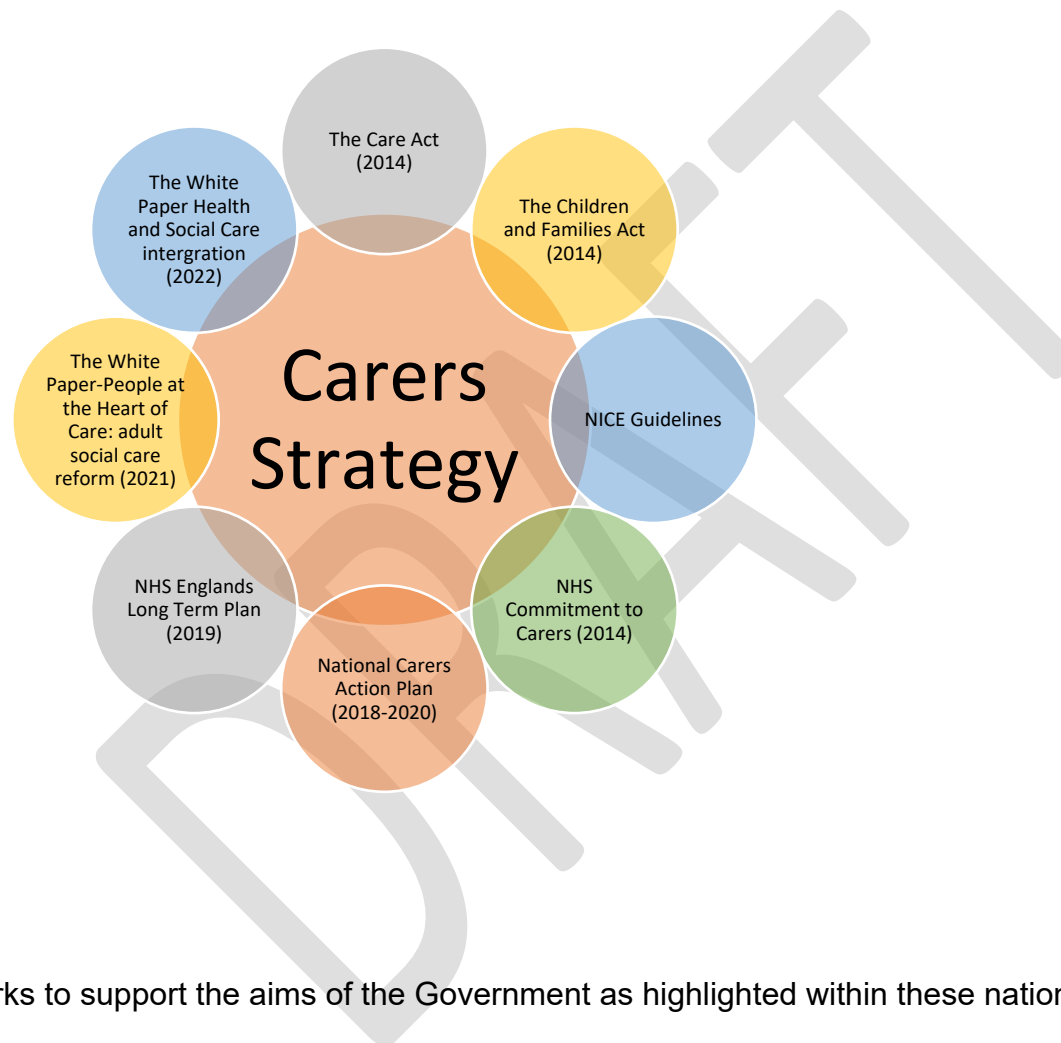 The Care Act
(2014)
The Children
and Families Act
(2014)
NICE Guidelines
NHS
Commitment to
Carers (2014)
National Carers
Action Plan
(2018-2020)
NHS Englands
Long Term Plan
(2019)
The White
Paper-People at
the Heart of
Care: adult
social care
reform (2021)
The White
Paper Health
and Social Care
intergration
(2022)
Carers
Strategy
DRAFT
to support the aims of the Government as highlighted within these